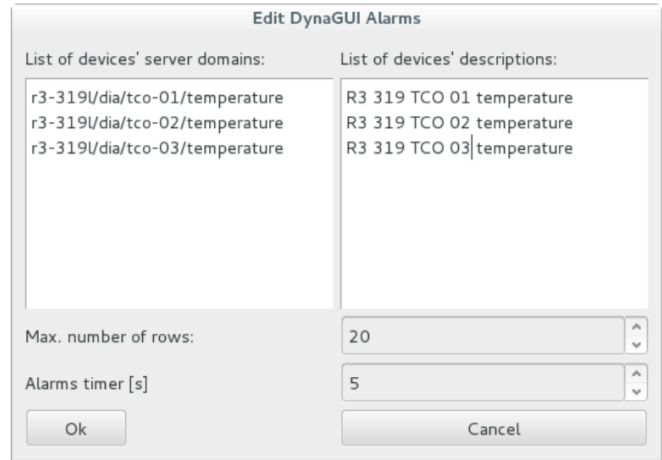 Edit DynaGUI Alarms
List of devices' server domains:
List of devices' descriptions:
r3-319l/dia/tco-01/temperature
r3-319l/dia/tco-02/temperature
r3-319l/dia/tco-03/temperature
R3 319 TCO 01 temperature
R3 319 TCO 02 temperature
R3 319 TCO 03 temperature
Max. number of rows:
20
Alarms timer [s]
5
Ok
Cancel